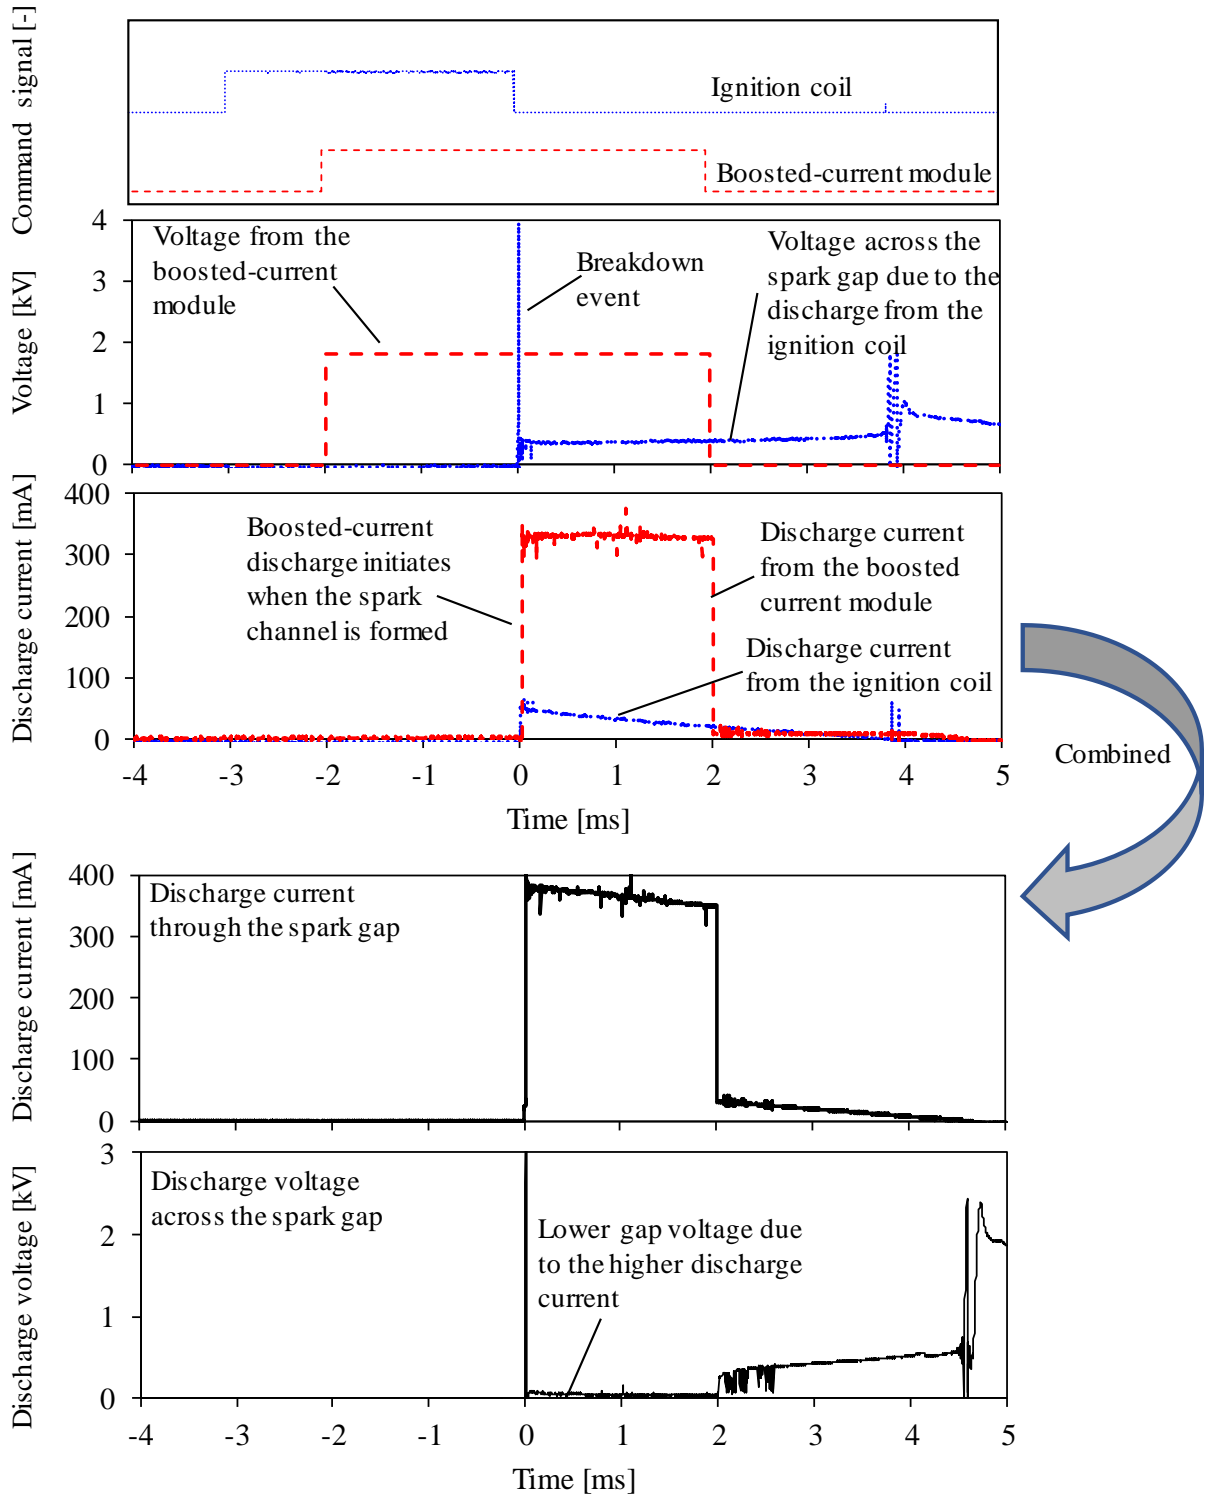 Command signal [-]
Ignition coil
Boosted-current module
Voltage [kV]
4
3
2
1
0
Voltage from the
boosted-current
module
Breakdown
event
Voltage across the
spark gap due to the
discharge from the
ignition coil
Discharge current [mA]
400
300
200
100
0
Boosted-current
discharge initiates
when the spark
channel is formed
Discharge current
from the boosted
current module
Discharge current
from the ignition coil
-4 -3 -2 -1 0 1 2 3 4 5
Time [ms]
Combined
Discharge current [mA]
400
300
200
100
0
Discharge current
through the spark gap
Discharge voltage [kV]
3
2
1
0
Discharge voltage
across the spark gap
Lower gap voltage due
to the higher discharge
current
-4 -3 -2 -1 0 1 2 3 4 5
Time [ms]